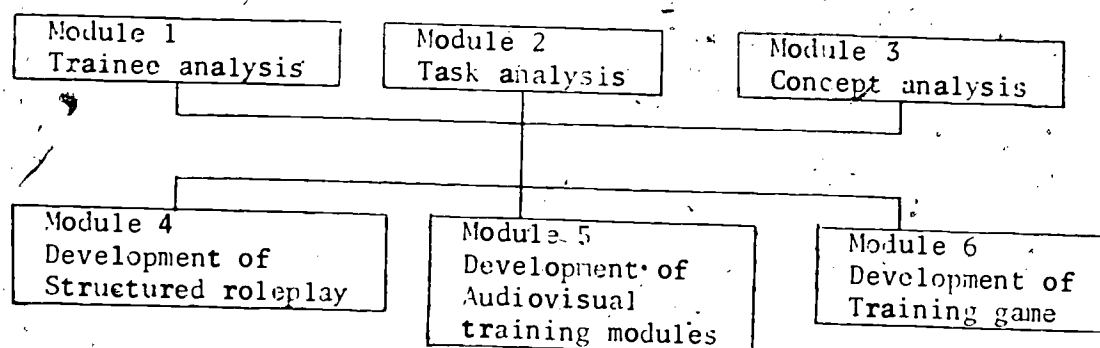 Module 1
Trainee analysis
Module 2
Task analysis
Module 3
Concept analysis
Module 4
Development of
Structured roleplay
Module 5
Development of
Audiovisual
training modules
Module 6
Development of
Training game